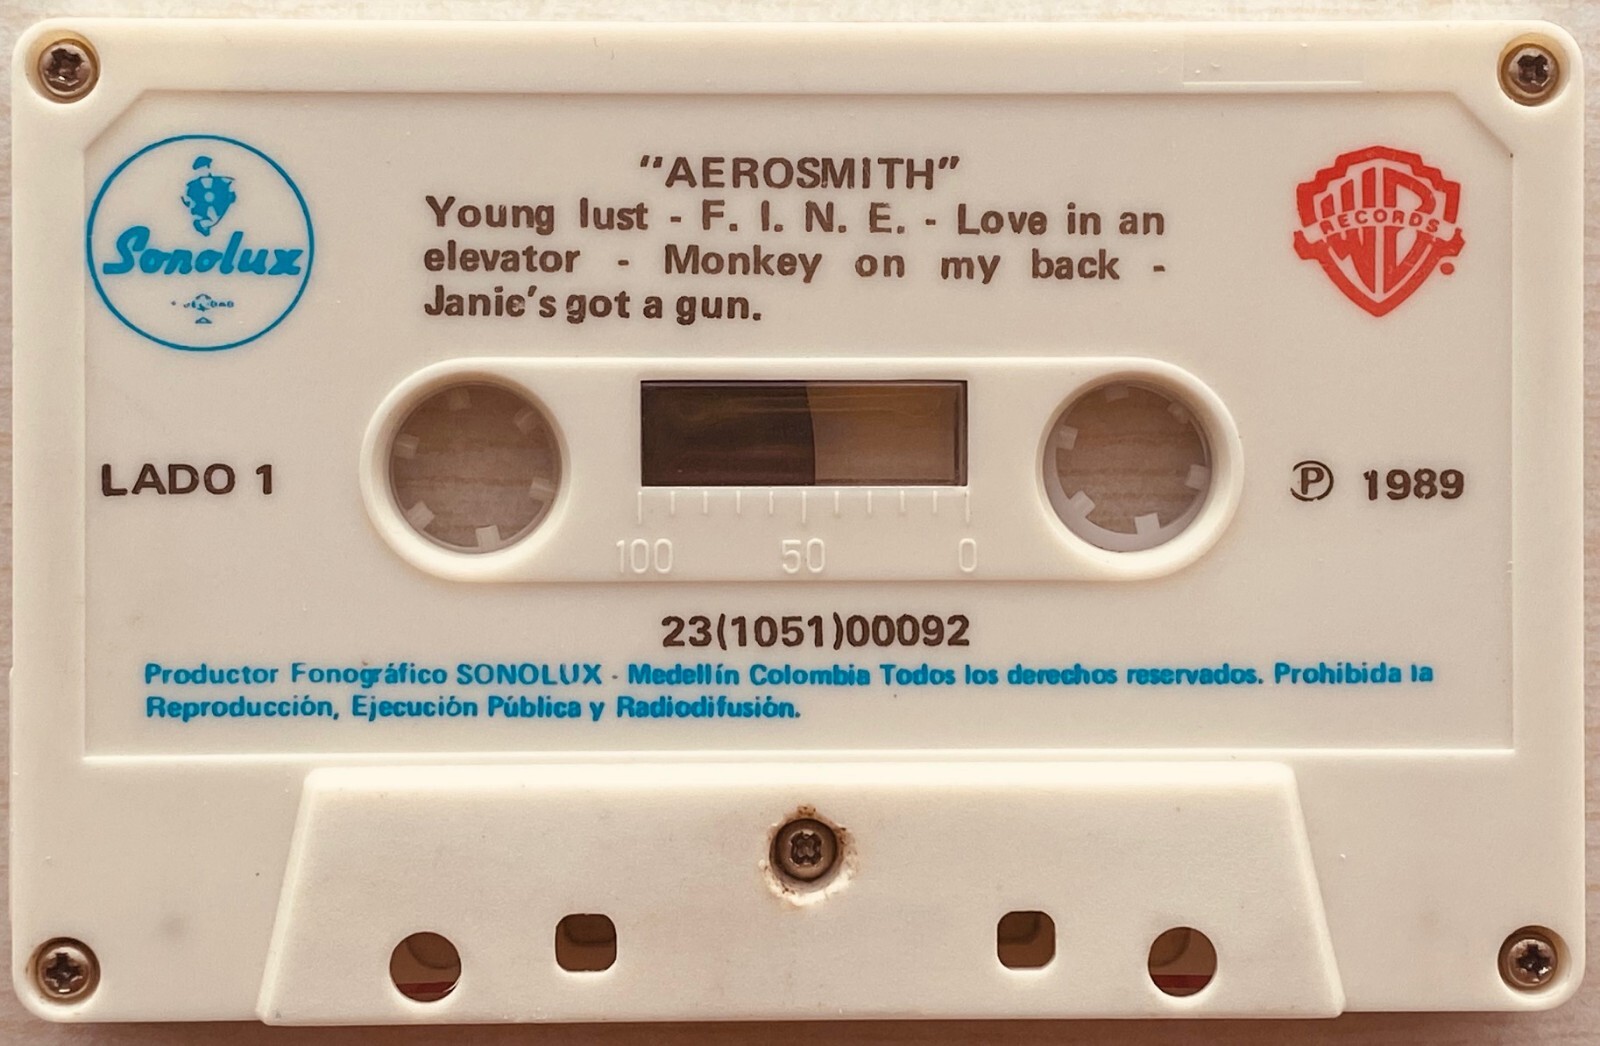 "AEROSMITH"
Young lust - F. I. N. E. - Love in an
elevator - Monkey on my back -
Janie's got a gun.
Sonolux
WB
RECORDS
LADO 1
Ⓟ 1989
100 50 0
23(1051)00092
Productor Fonográfico SONOLUX - Medellín Colombia Todos los derechos reservados. Prohibida la
Reproducción, Ejecución Pública y Radiodifusión.